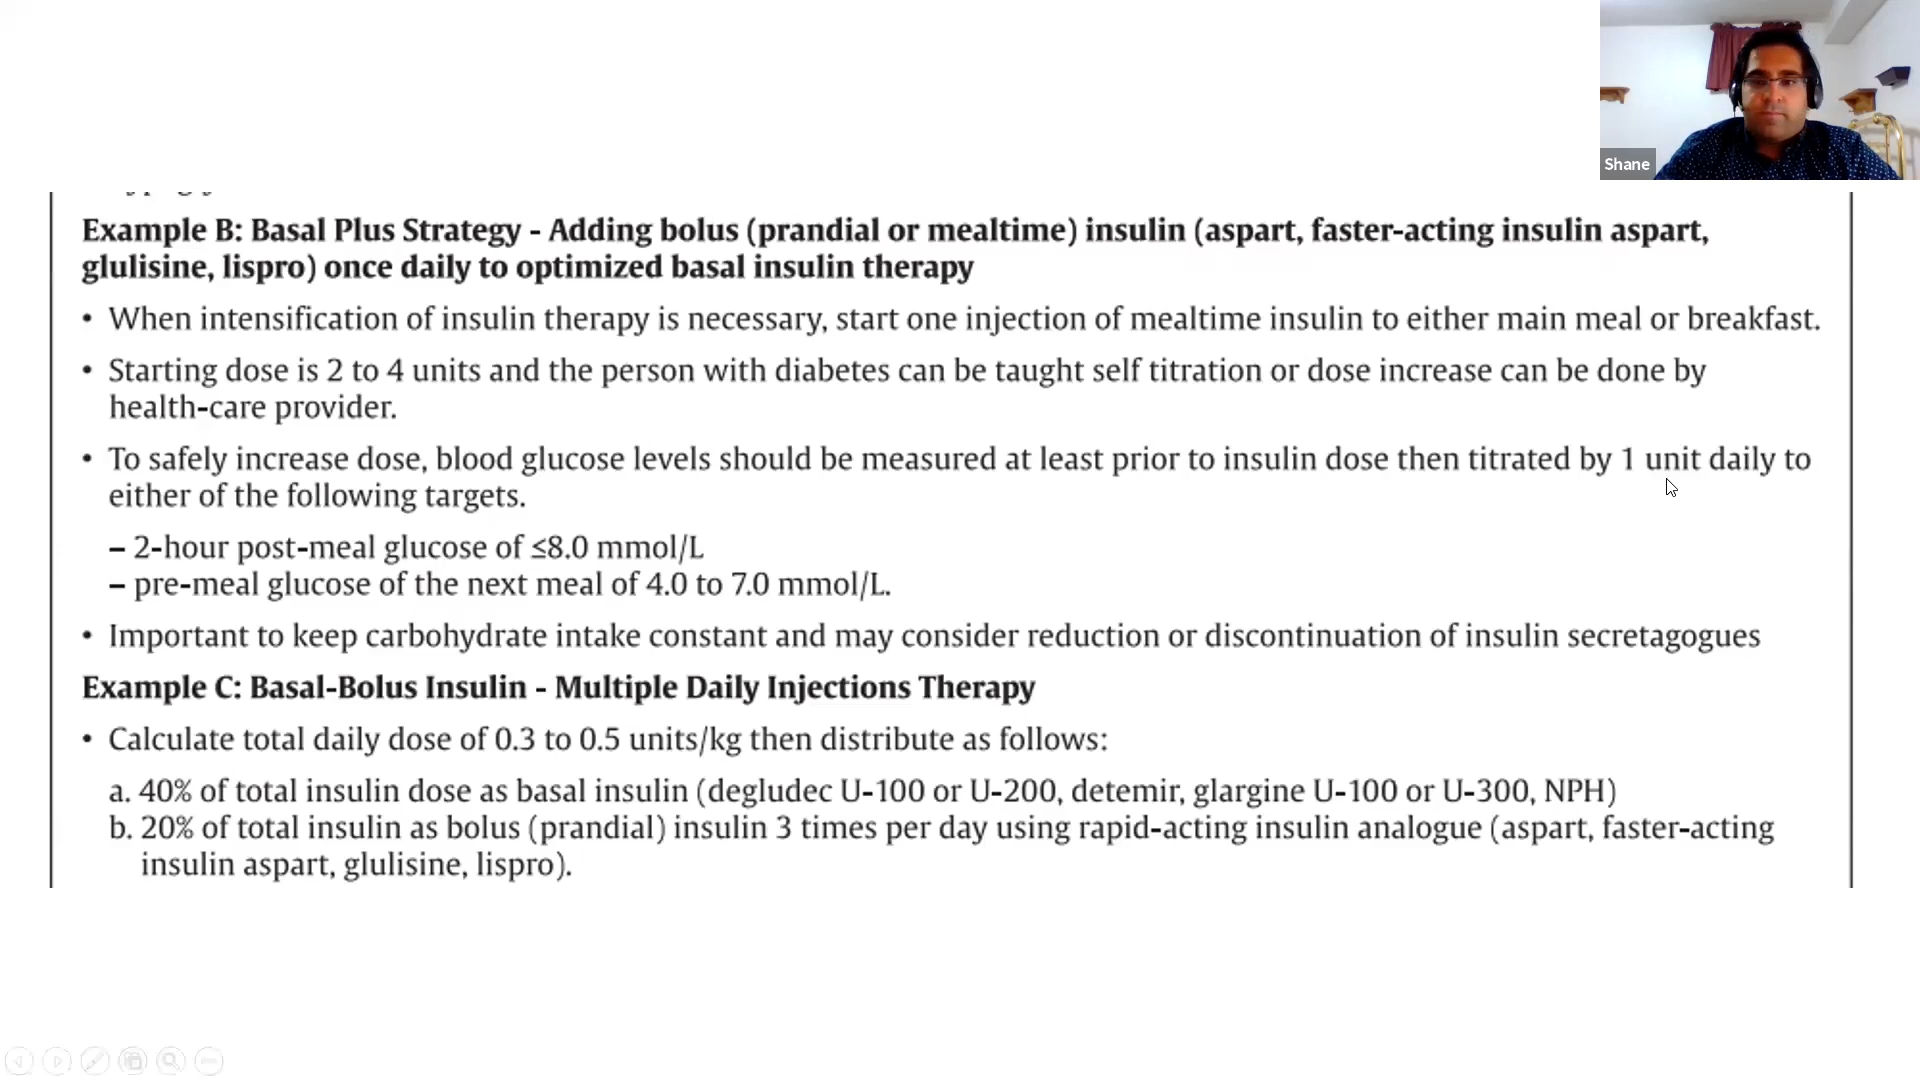 Shane
Example B: Basal Plus Strategy - Adding bolus (prandial or mealtime) insulin (aspart, faster-acting insulin aspart,
glulisine, lispro) once daily to optimized basal insulin therapy
• When intensification of insulin therapy is necessary, start one injection of mealtime insulin to either main meal or breakfast.
• Starting dose is 2 to 4 units and the person with diabetes can be taught self titration or dose increase can be done by
health-care provider.
• To safely increase dose, blood glucose levels should be measured at least prior to insulin dose then titrated by 1 unit daily to
either of the following targets.
– 2-hour post-meal glucose of ≤8.0 mmol/L
– pre-meal glucose of the next meal of 4.0 to 7.0 mmol/L.
• Important to keep carbohydrate intake constant and may consider reduction or discontinuation of insulin secretagogues
Example C: Basal-Bolus Insulin - Multiple Daily Injections Therapy
• Calculate total daily dose of 0.3 to 0.5 units/kg then distribute as follows:
a. 40% of total insulin dose as basal insulin (degludec U-100 or U-200, detemir, glargine U-100 or U-300, NPH)
b. 20% of total insulin as bolus (prandial) insulin 3 times per day using rapid-acting insulin analogue (aspart, faster-acting
insulin aspart, glulisine, lispro).